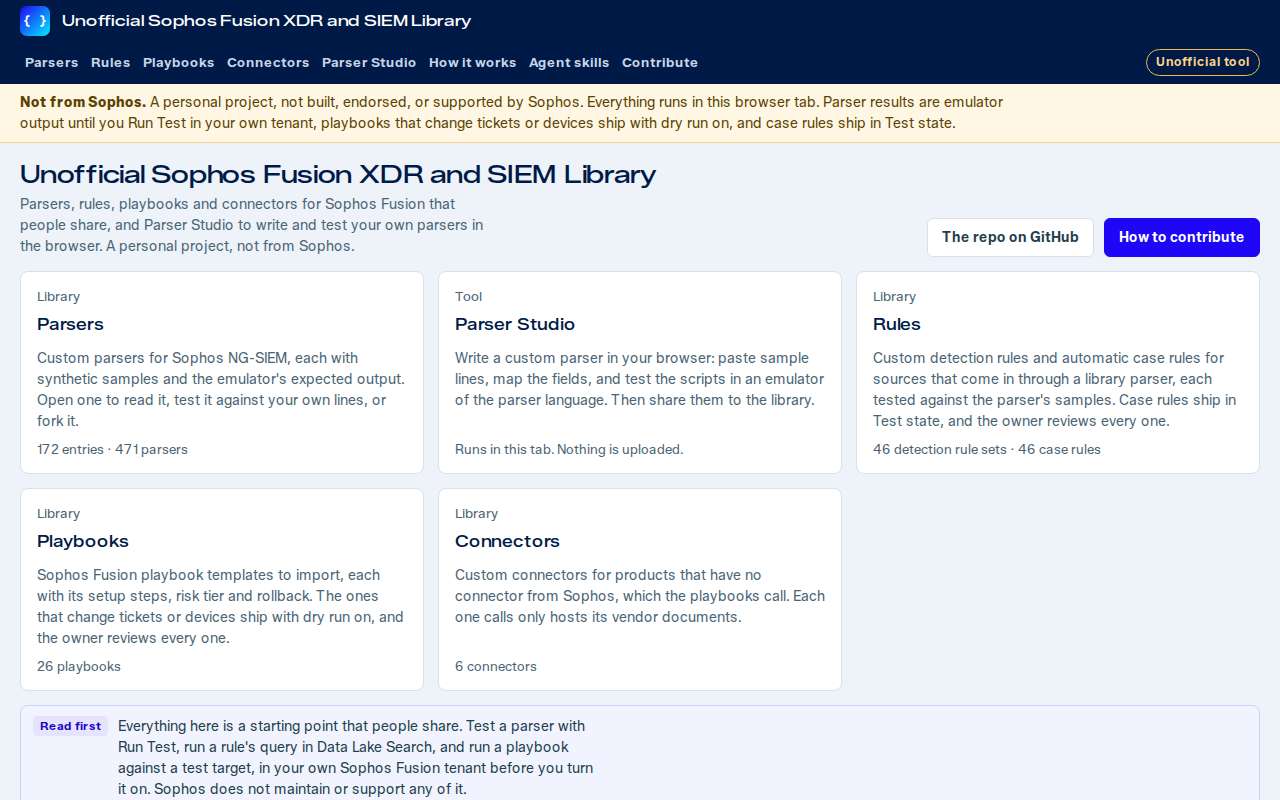 { } Unofficial Sophos Fusion XDR and SIEM Library
Parsers Rules Playbooks Connectors Parser Studio How it works Agent skills Contribute Unofficial tool
Not from Sophos. A personal project, not built, endorsed, or supported by Sophos. Everything runs in this browser tab. Parser results are emulator
output until you Run Test in your own tenant, playbooks that change tickets or devices ship with dry run on, and case rules ship in Test state.
Unofficial Sophos Fusion XDR and SIEM Library
Parsers, rules, playbooks and connectors for Sophos Fusion that
people share, and Parser Studio to write and test your own parsers in
the browser. A personal project, not from Sophos.
The repo on GitHub
How to contribute
Library
Parsers
Custom parsers for Sophos NG-SIEM, each with
synthetic samples and the emulator's expected output.
Open one to read it, test it against your own lines, or
fork it.
172 entries · 471 parsers
Tool
Parser Studio
Write a custom parser in your browser: paste sample
lines, map the fields, and test the scripts in an emulator
of the parser language. Then share them to the library.
Runs in this tab. Nothing is uploaded.
Library
Rules
Custom detection rules and automatic case rules for
sources that come in through a library parser, each
tested against the parser's samples. Case rules ship in
Test state, and the owner reviews every one.
46 detection rule sets · 46 case rules
Library
Playbooks
Sophos Fusion playbook templates to import, each
with its setup steps, risk tier and rollback. The ones
that change tickets or devices ship with dry run on, and
the owner reviews every one.
26 playbooks
Library
Connectors
Custom connectors for products that have no
connector from Sophos, which the playbooks call. Each
one calls only hosts its vendor documents.
6 connectors
Read first
Everything here is a starting point that people share. Test a parser with
Run Test, run a rule's query in Data Lake Search, and run a playbook
against a test target, in your own Sophos Fusion tenant before you turn
it on. Sophos does not maintain or support any of it.